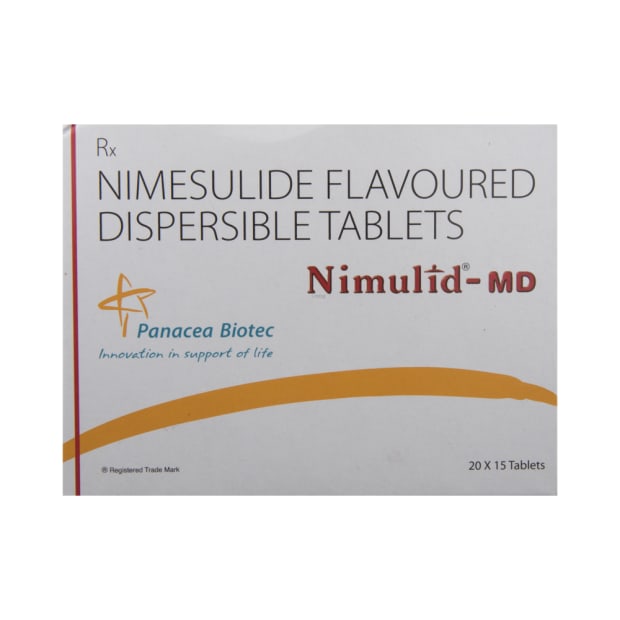 Rx
NIMESULIDE FLAVOURED
DISPERSIBLE TABLETS
Nimulid®-MD
Panacea Biotec
Innovation in support of life
® Registered Trade Mark
20 X 15 Tablets